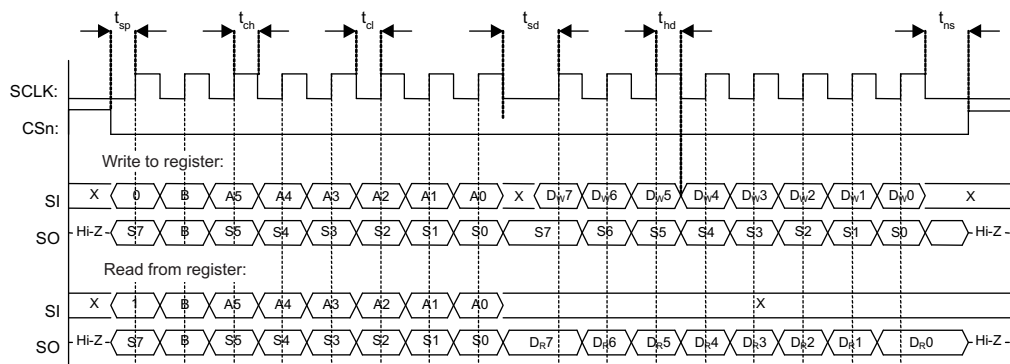 tsp tch tcl tsd thd tns
SCLK:
CSn:
Write to register:
SI X 0 B A5 A4 A3 A2 A1 A0 X DW7 DW6 DW5 DW4 DW3 DW2 DW1 DW0 X
SO Hi-Z S7 B S5 S4 S3 S2 S1 S0 S7 S6 S5 S4 S3 S2 S1 S0 Hi-Z
Read from register:
SI X 1 B A5 A4 A3 A2 A1 A0 X
SO Hi-Z S7 B S5 S4 S3 S2 S1 S0 DR7 DR6 DR5 DR4 DR3 DR2 DR1 DR0 Hi-Z